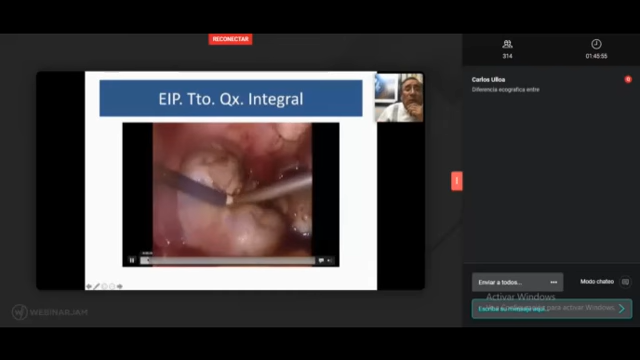 RECONECTAR
314
01:45:55
EIP. Tto. Qx. Integral
Carlos Ulloa
Diferencia ecografica entre
Enviar a todos...
Modo chateo
Activar Windows
para activar Windows.
WEBINARJAM